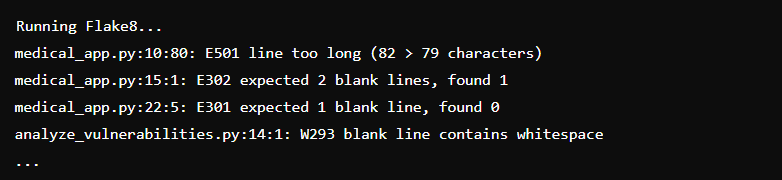 Running Flake8...
medical_app.py:10:80: E501 line too long (82 > 79 characters)
medical_app.py:15:1: E302 expected 2 blank lines, found 1
medical_app.py:22:5: E301 expected 1 blank line, found 0
analyze_vulnerabilities.py:14:1: W293 blank line contains whitespace
...